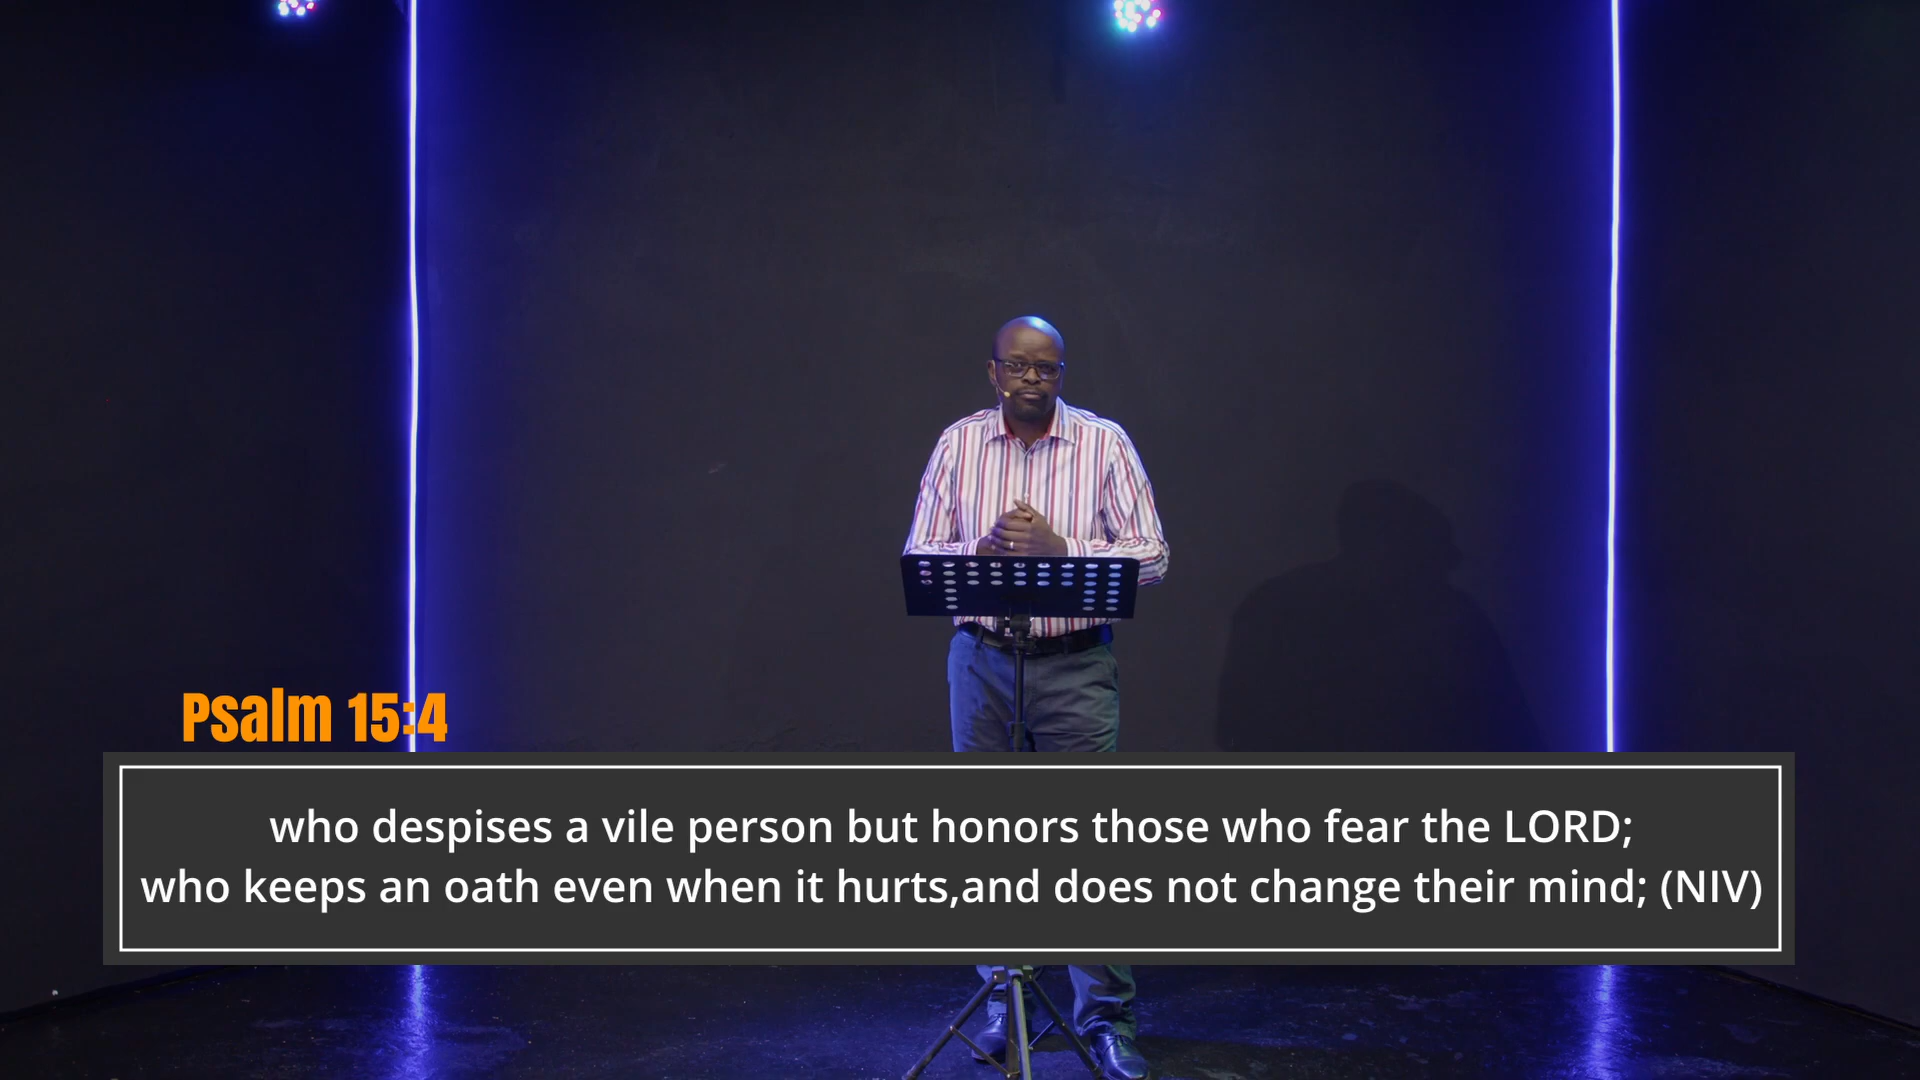 Psalm 15:4
who despises a vile person but honors those who fear the LORD;
who keeps an oath even when it hurts,and does not change their mind; (NIV)